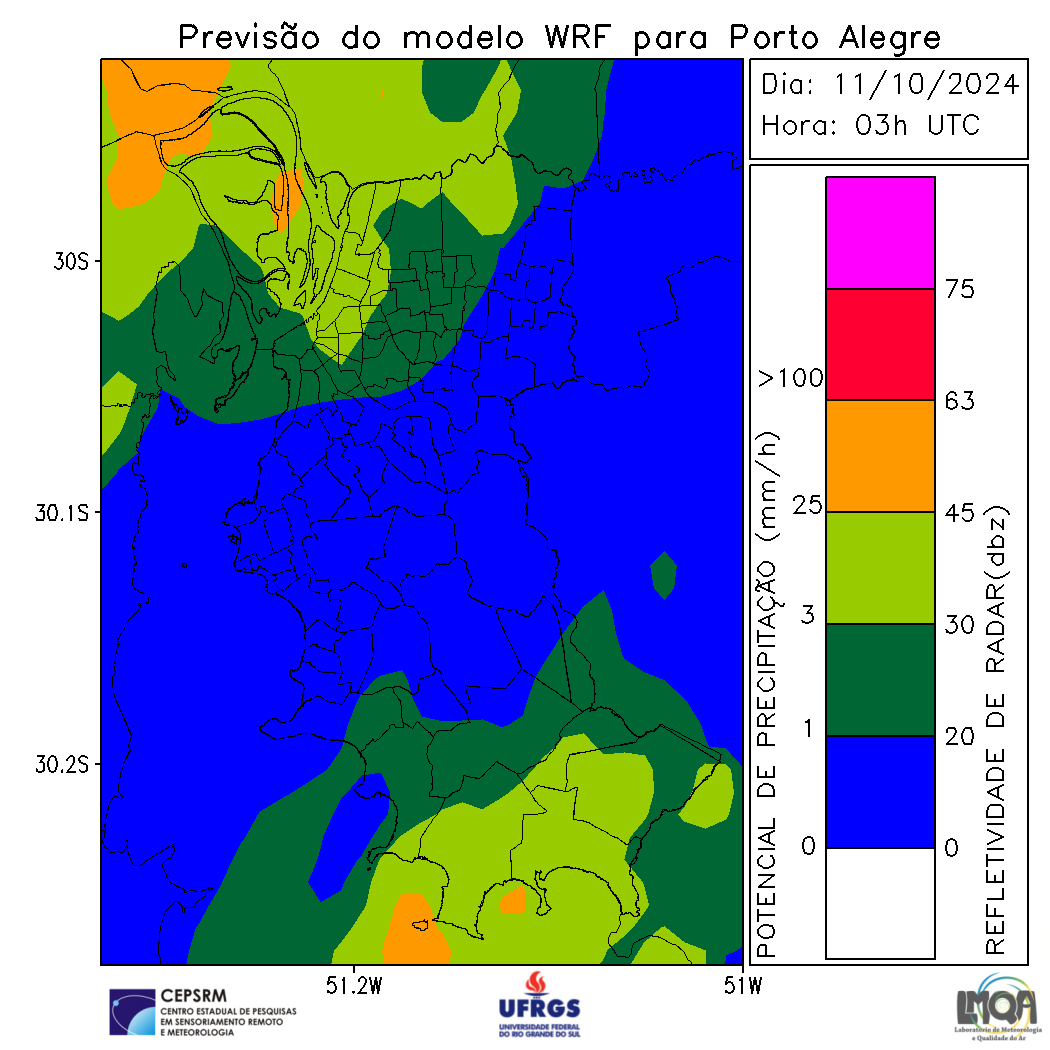 Previsão do modelo WRF para Porto Alegre
Dia: 11/10/2024
Hora: 03h UTC
30S
30.1S
30.2S
51.2W
51W
POTENCIAL DE PRECIPITAÇÃO (mm/h)
>100
25
3
1
0
75
63
45
30
20
0
REFLETIVIDADE DE RADAR(dbz)
CEPSRM
CENTRO ESTADUAL DE PESQUISAS
EM SENSORIAMENTO REMOTO
E METEOROLOGIA
UFRGS
UNIVERSIDADE FEDERAL
DO RIO GRANDE DO SUL
LMQA
Laboratório de Meteorologia
e Qualidade do Ar